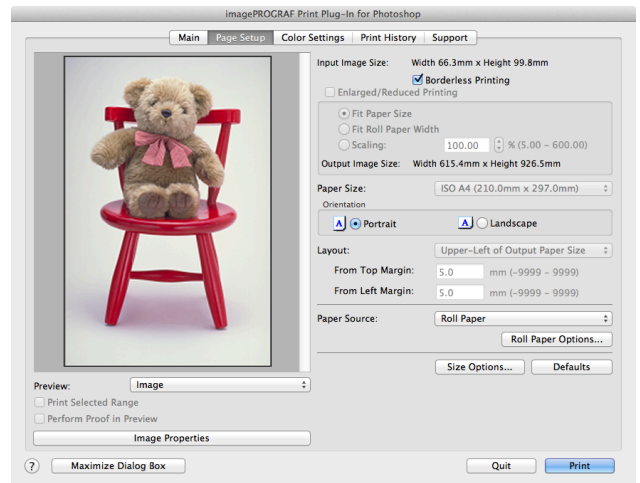 imagePROGRAF Print Plug-In for Photoshop
Main Page Setup Color Settings Print History Support
Input Image Size: Width 66.3mm x Height 99.8mm
Borderless Printing
Enlarged/Reduced Printing
Fit Paper Size
Fit Roll Paper Width
Scaling: 100.00 % (5.00 - 600.00)
Output Image Size: Width 615.4mm x Height 926.5mm
Paper Size: ISO A4 (210.0mm x 297.0mm)
Orientation
A Portrait A Landscape
Layout: Upper-Left of Output Paper Size
From Top Margin: 5.0 mm (-9999 - 9999)
From Left Margin: 5.0 mm (-9999 - 9999)
Paper Source: Roll Paper
Roll Paper Options...
Size Options... Defaults
Preview: Image
Print Selected Range
Perform Proof in Preview
Image Properties
? Maximize Dialog Box Quit Print